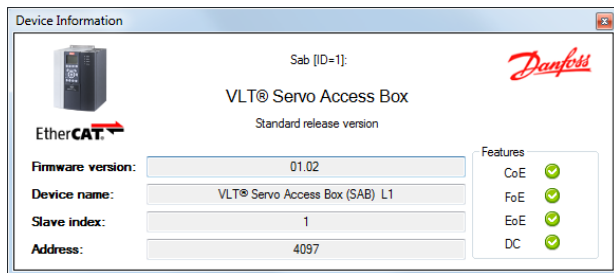 Device Information
Sab [ID=1]:
Danfoss
VLT® Servo Access Box
Standard release version
EtherCAT.
Firmware version: 01.02
Device name: VLT® Servo Access Box (SAB) L1
Slave index: 1
Address: 4097
Features
CoE
FoE
EoE
DC